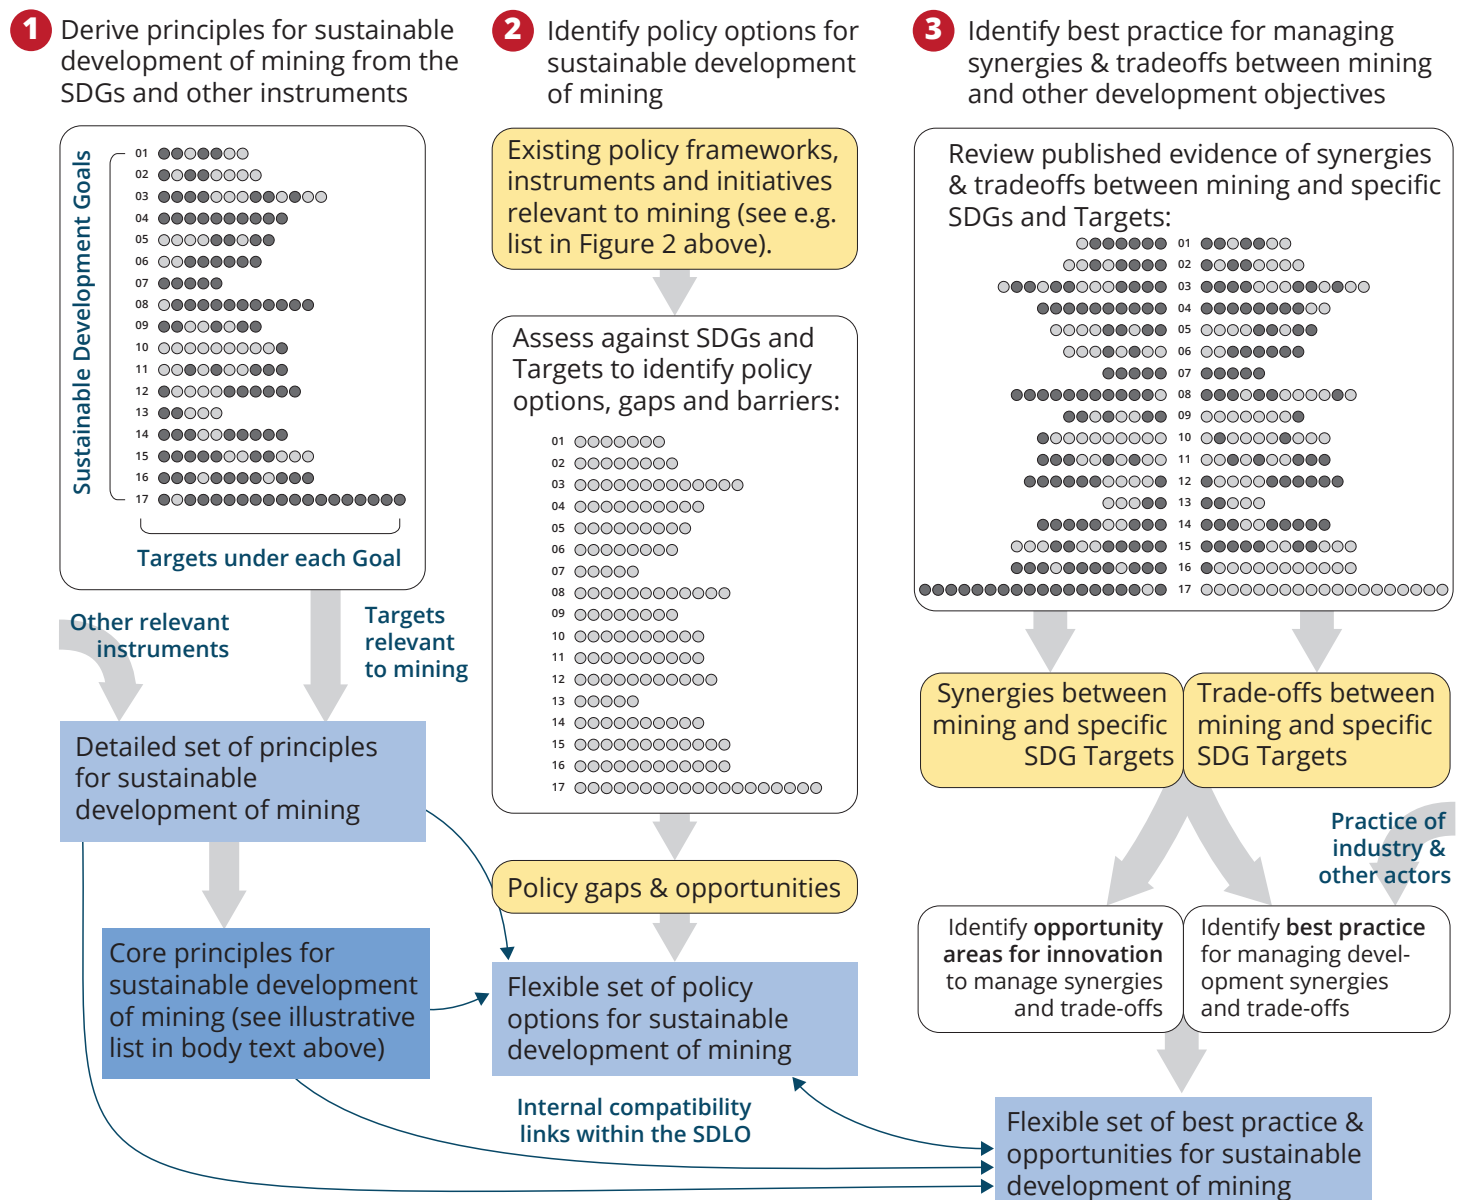 1
Derive principles for sustainable
development of mining from the
SDGs and other instruments
Sustainable Development Goals
01
02
03
04
05
06
07
08
09
10
11
12
13
14
15
16
17
Targets under each Goal
Other relevant
instruments
Targets
relevant
to mining
Detailed set of principles
for sustainable
development of mining
Core principles for
sustainable development
of mining (see illustrative
list in body text above)
2
Identify policy options for
sustainable development
of mining
Existing policy frameworks,
instruments and initiatives
relevant to mining (see e.g.
list in Figure 2 above).
Assess against SDGs and
Targets to identify policy
options, gaps and barriers:
01
02
03
04
05
06
07
08
09
10
11
12
13
14
15
16
17
Policy gaps & opportunities
Flexible set of policy
options for sustainable
development of mining
Internal compatibility
links within the SDLO
3
Identify best practice for managing
synergies & tradeoffs between mining
and other development objectives
Review published evidence of synergies
& tradeoffs between mining and specific
SDGs and Targets:
01
02
03
04
05
06
07
08
09
10
11
12
13
14
15
16
17
Synergies between
mining and specific
SDG Targets
Trade-offs between
mining and specific
SDG Targets
Practice of
industry &
other actors
Identify opportunity
areas for innovation
to manage synergies
and trade-offs
Identify best practice
for managing devel-
opment synergies
and trade-offs
Flexible set of best practice &
opportunities for sustainable
development of mining